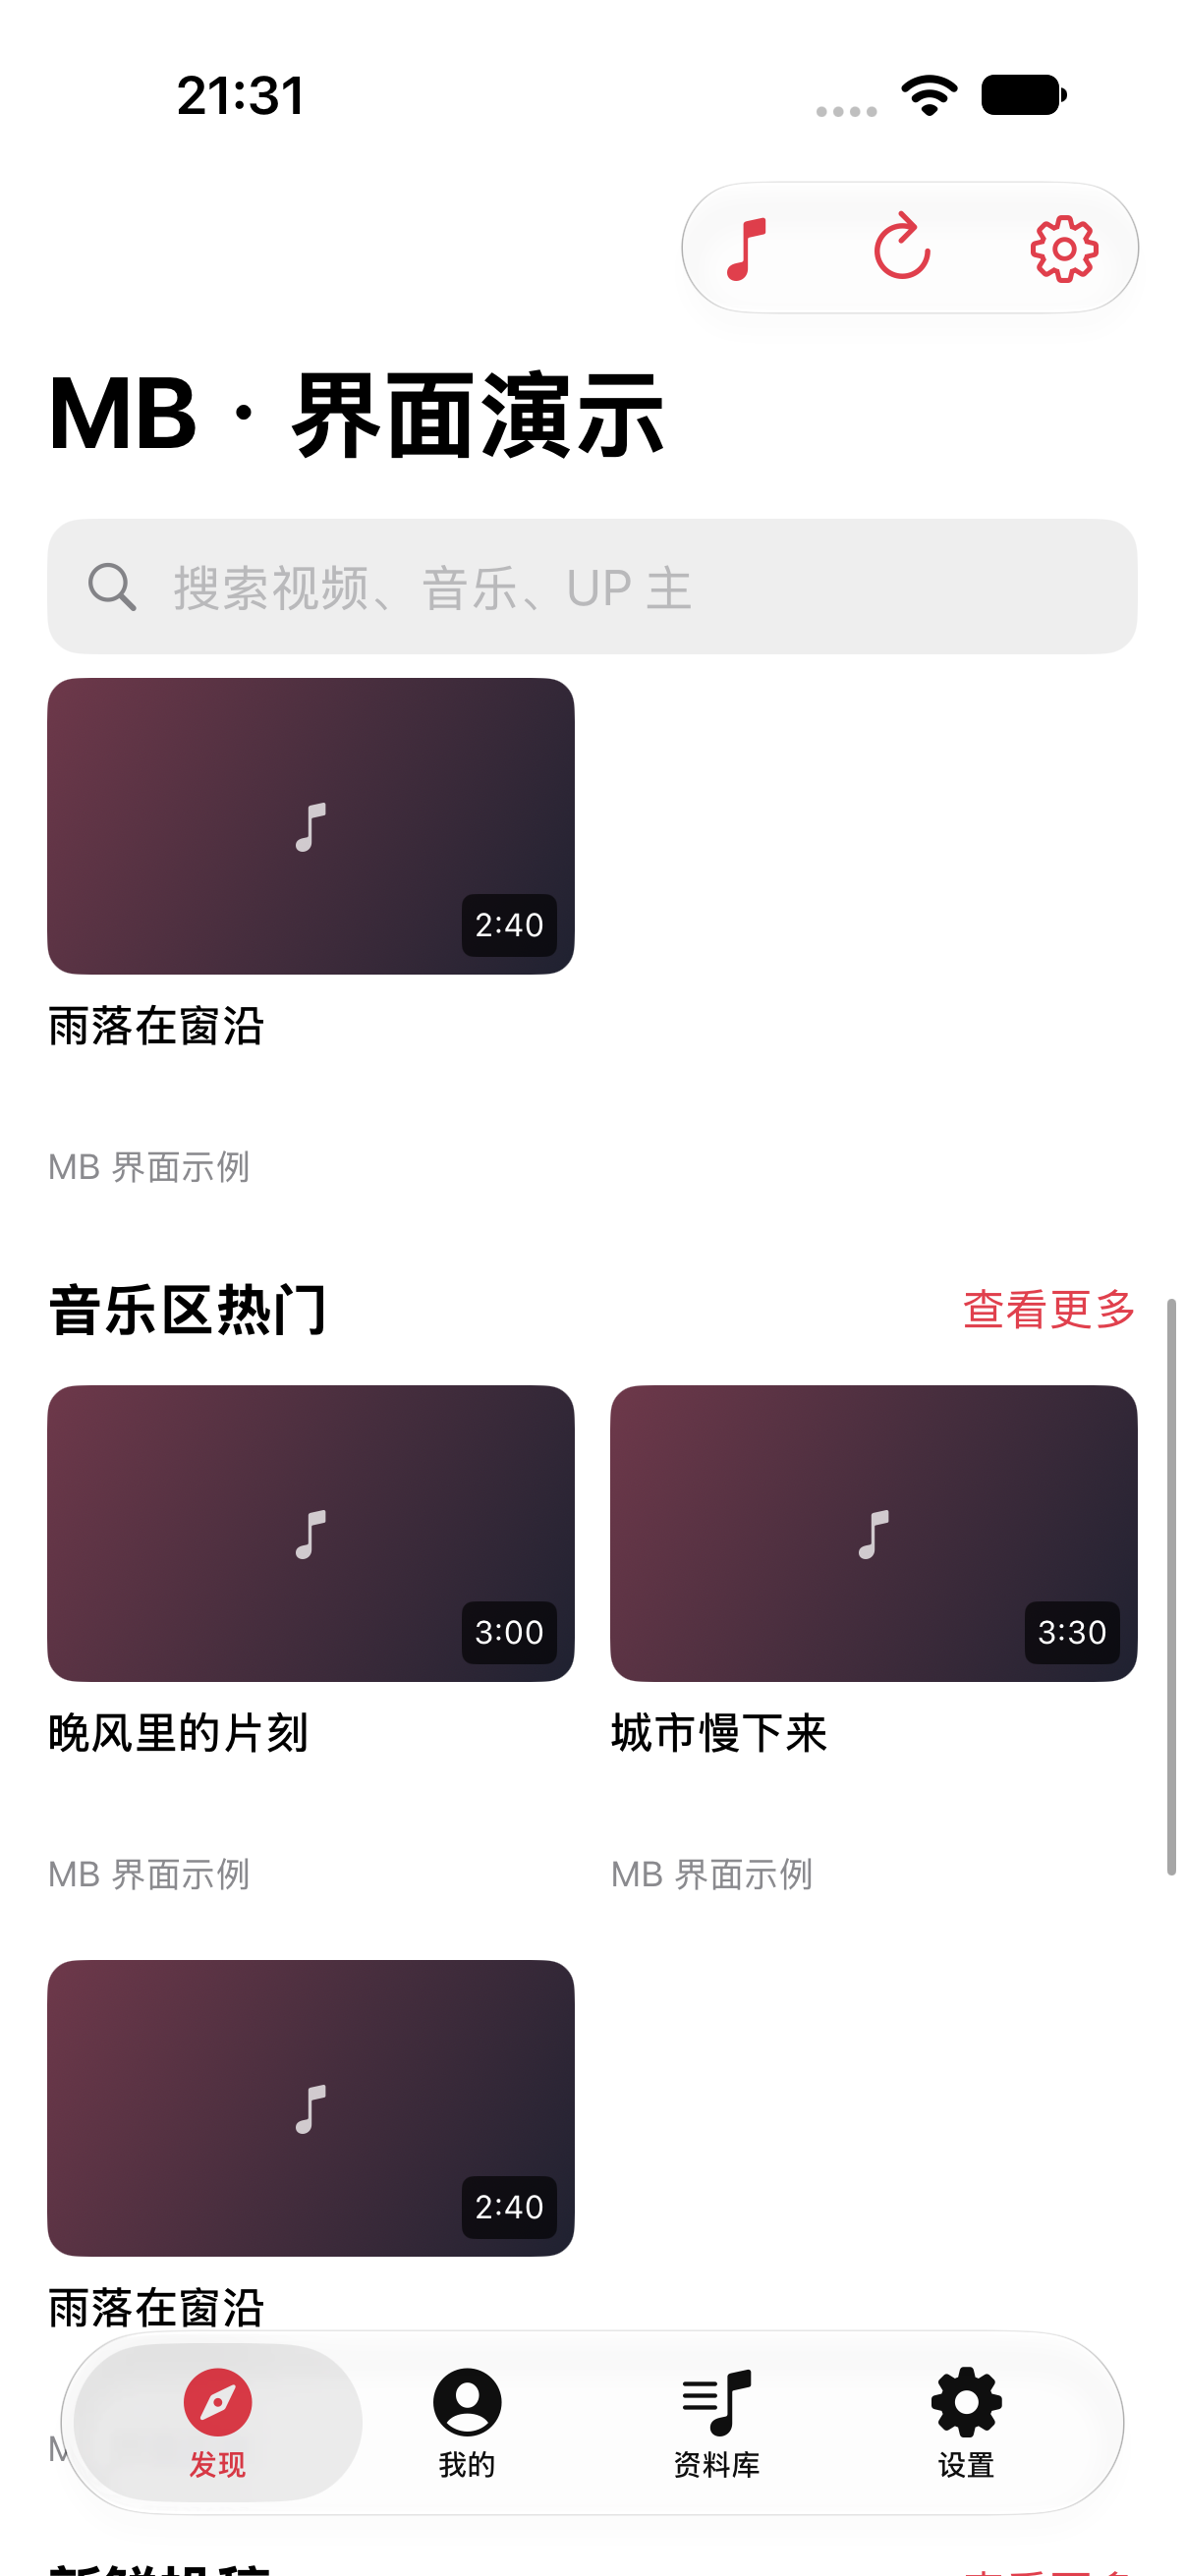 21:31
MB · 界面演示
搜索视频、音乐、UP 主
2:40
雨落在窗沿
MB 界面示例
音乐区热门 查看更多
3:00 3:30
晚风里的片刻 城市慢下来
MB 界面示例 MB 界面示例
2:40
雨落在窗沿
发现 我的 资料库 设置